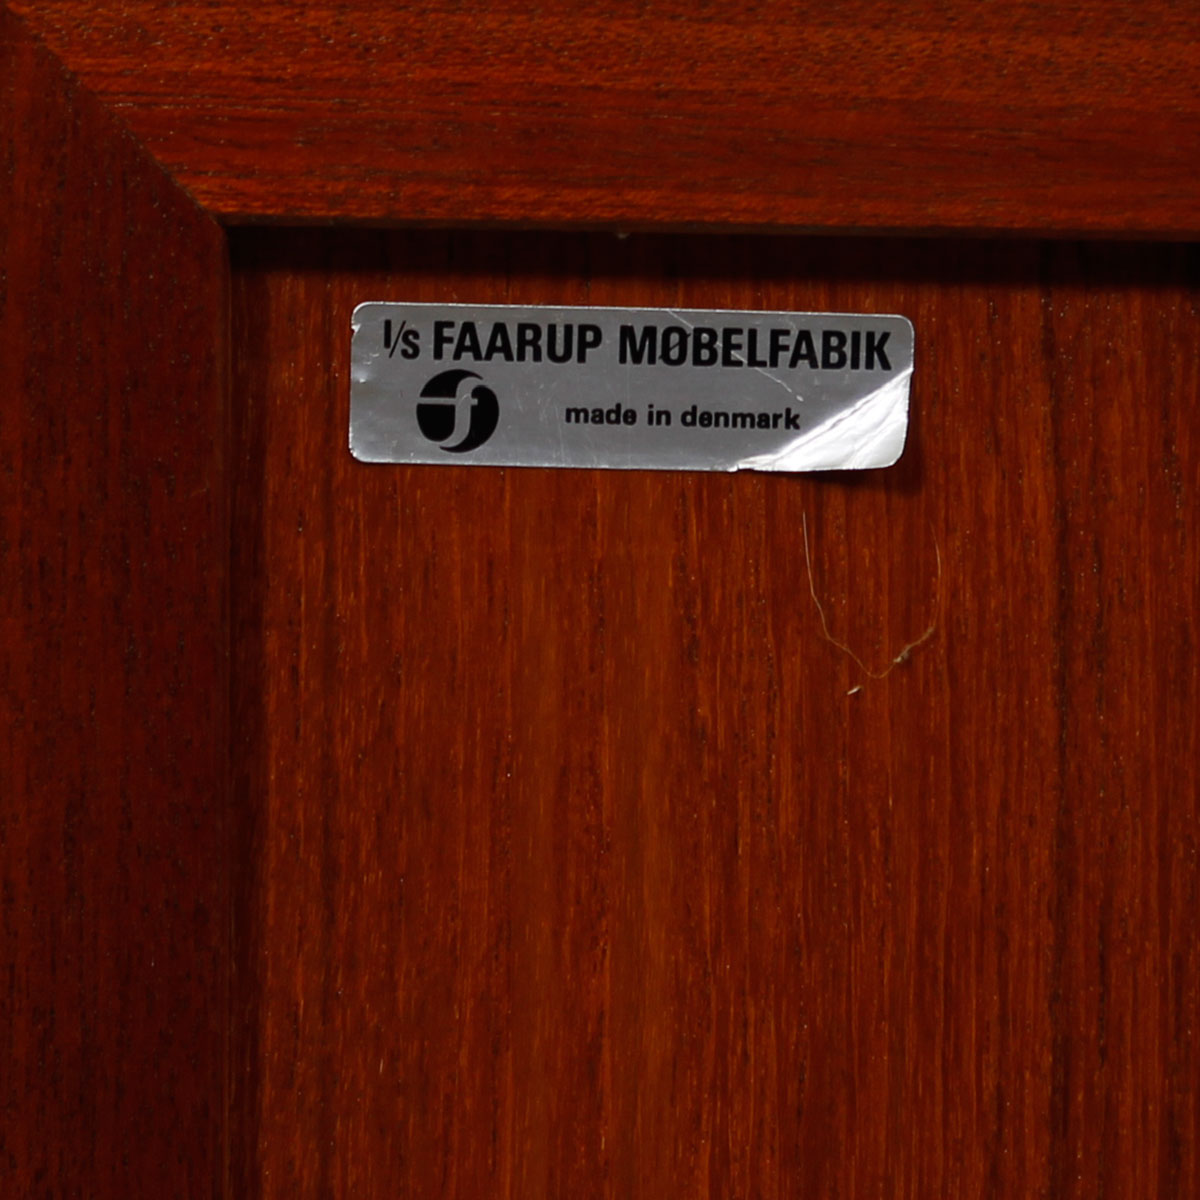 I/s FAARUP MØBELFABIK
f
made in denmark